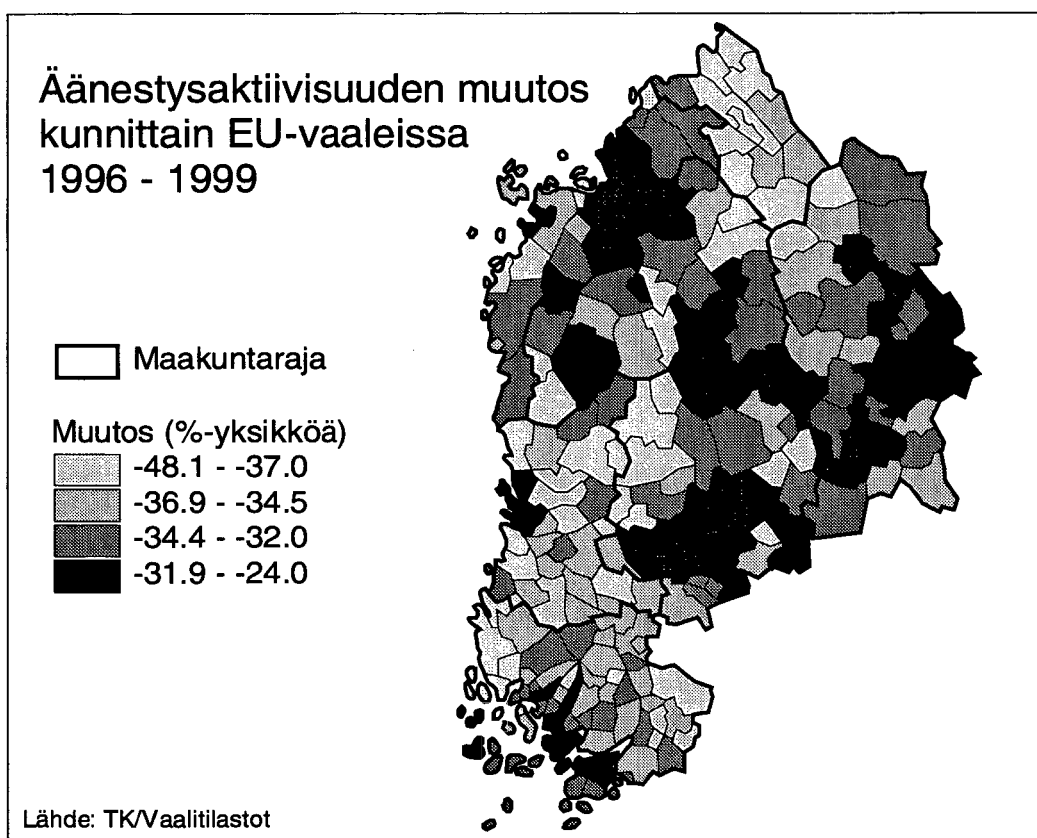 Äänestysaktiivisuuden muutos
kunnittain EU-vaaleissa
1996 - 1999
Maakuntaraja
Muutos (%-yksikköä)
-48.1 - -37.0
-36.9 - -34.5
-34.4 - -32.0
-31.9 - -24.0
Lähde: TK/Vaalitilastot